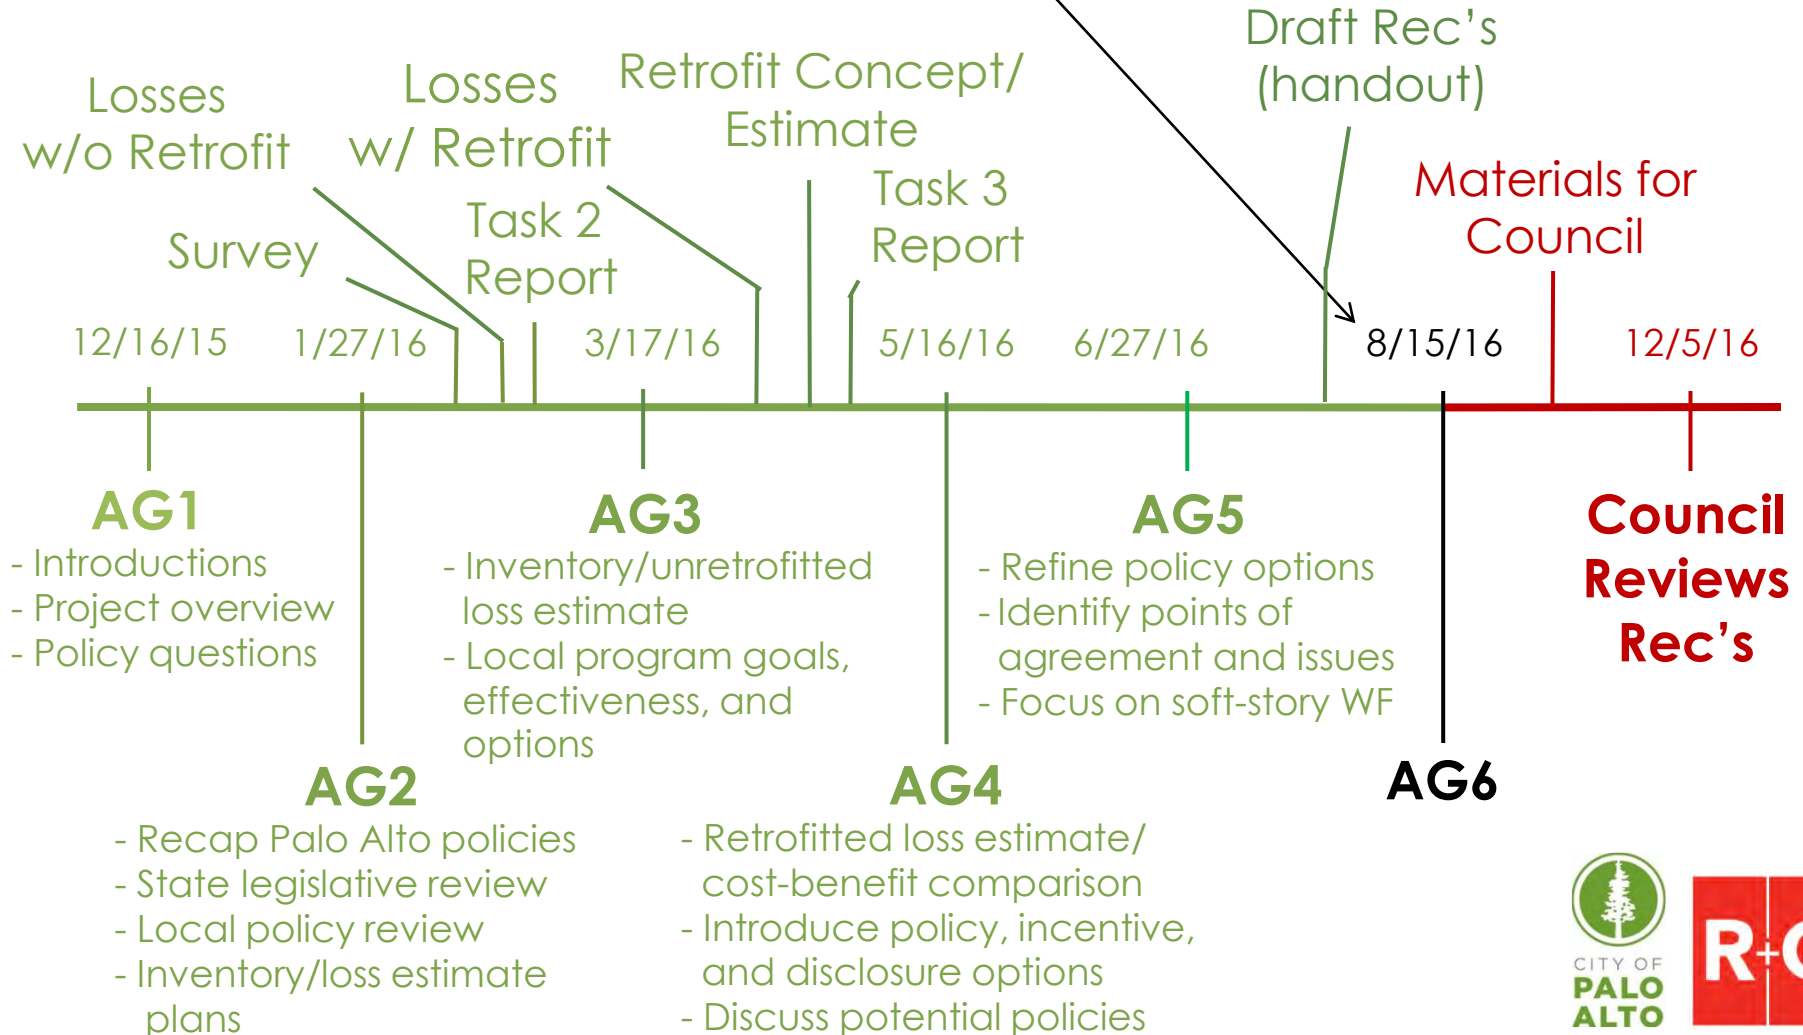 Draft Rec's
(handout)
Losses
w/o Retrofit
Losses
w/ Retrofit
Retrofit Concept/
Estimate
Survey
Task 2
Report
Task 3
Report
Materials for
Council
12/16/15
1/27/16
3/17/16
5/16/16
6/27/16
8/15/16
12/5/16
AG1
- Introductions
- Project overview
- Policy questions
AG2
- Recap Palo Alto policies
- State legislative review
- Local policy review
- Inventory/loss estimate
plans
AG3
- Inventory/unretrofitted
loss estimate
- Local program goals,
effectiveness, and
options
AG4
- Retrofitted loss estimate/
cost-benefit comparison
- Introduce policy, incentive,
and disclosure options
- Discuss potential policies
AG5
- Refine policy options
- Identify points of
agreement and issues
- Focus on soft-story WF
AG6
Council
Reviews
Rec's
CITY OF
PALO
ALTO
R+